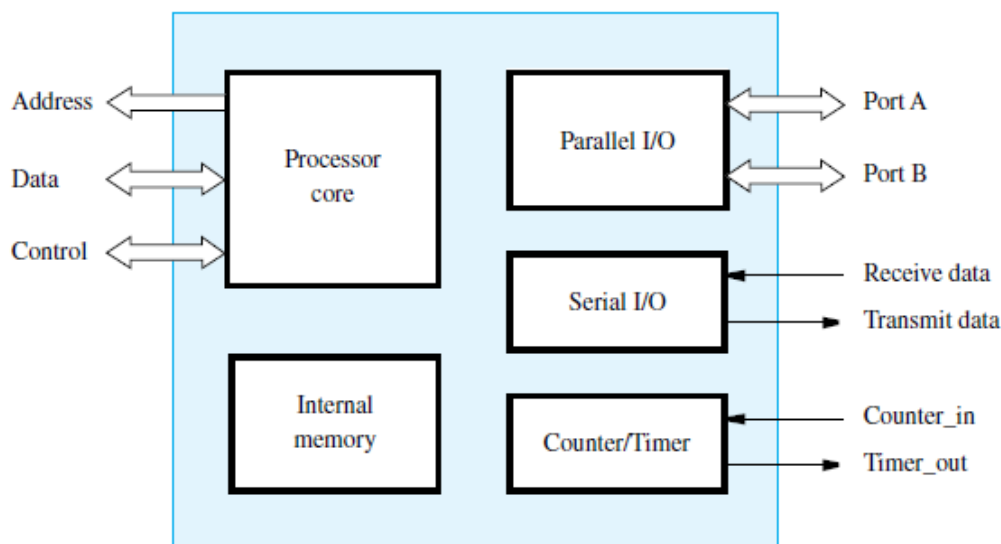 Address
Data
Control
Processor
core
Internal
memory
Parallel I/O
Serial I/O
Counter/Timer
Port A
Port B
Receive data
Transmit data
Counter_in
Timer_out